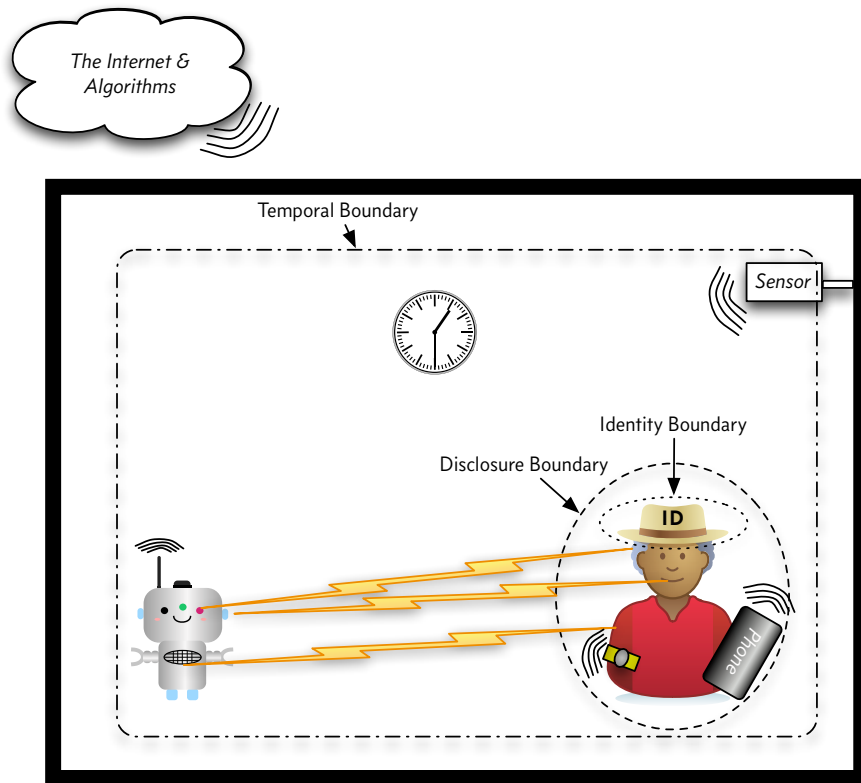 The Internet &
Algorithms
Temporal Boundary
Sensor
Identity Boundary
Disclosure Boundary
ID
Phone